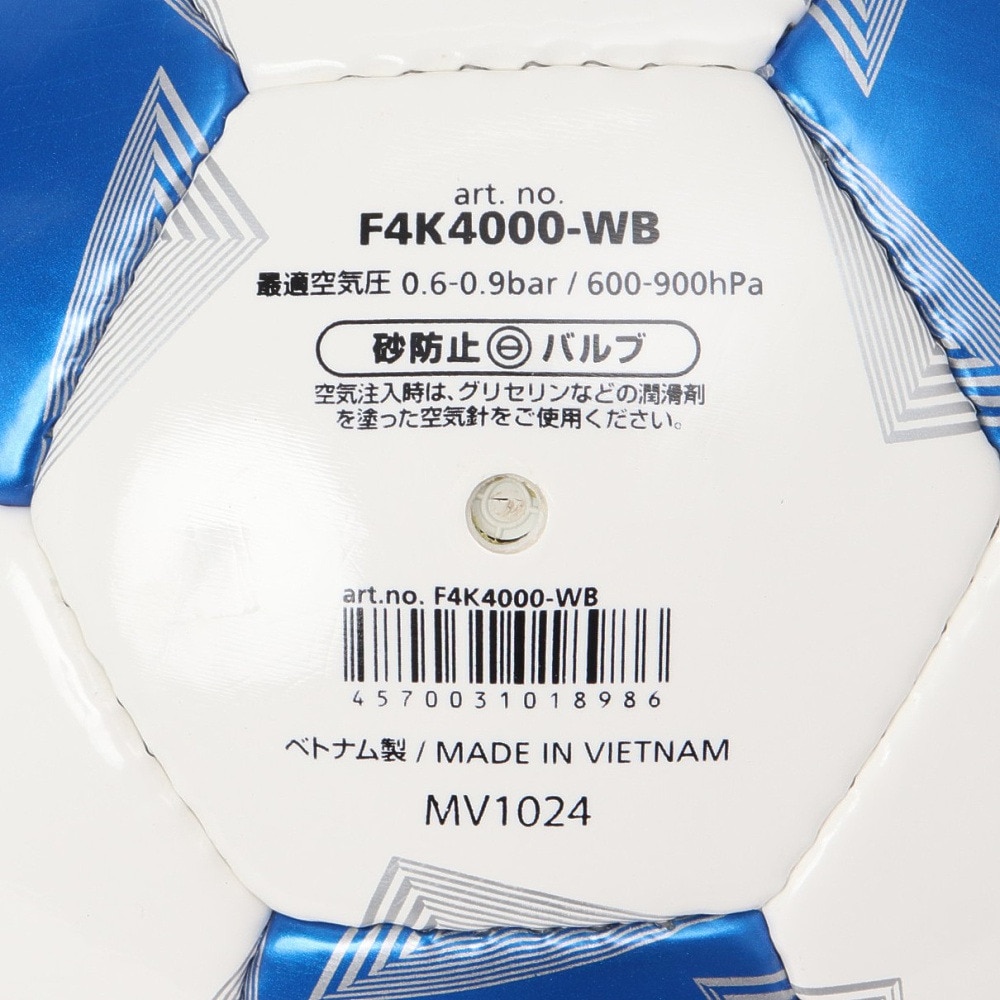 art. no.
F4K4000-WB
最適空気圧 0.6-0.9bar / 600-900hPa
砂防止 バルブ
空気注入時は、グリセリンなどの潤滑剤
を塗った空気針をご使用ください。
art.no. F4K4000-WB
4570031018986
ベトナム製 / MADE IN VIETNAM
MV1024